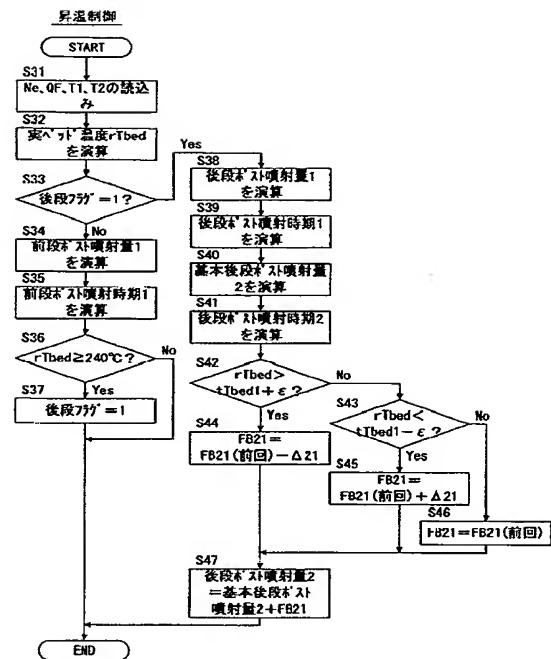 昇温制御
START
S31
Ne、QF、T1、T2の読込
み
S32
実ベッド温度rTbed
を演算
S33
後段フラグ=1?
Yes
No
S34
前段ポスト噴射量1
を演算
S35
前段ポスト噴射時期1
を演算
S36
rTbed≧240℃?
No
Yes
S37
後段フラグ=1
S38
後段ポスト噴射量1
を演算
S39
後段ポスト噴射時期1
を演算
S40
基本後段ポスト噴射量
2を演算
S41
後段ポスト噴射時期2
を演算
S42
rTbed>
tTbed1+ε?
No
Yes
S43
rTbed<
tTbed1-ε?
No
Yes
S44
FB21=
FB21(前回)-Δ21
S45
FB21=
FB21(前回)+Δ21
S46
FB21=FB21(前回)
S47
後段ポスト噴射量2
=基本後段ポスト
噴射量2+FB21
END